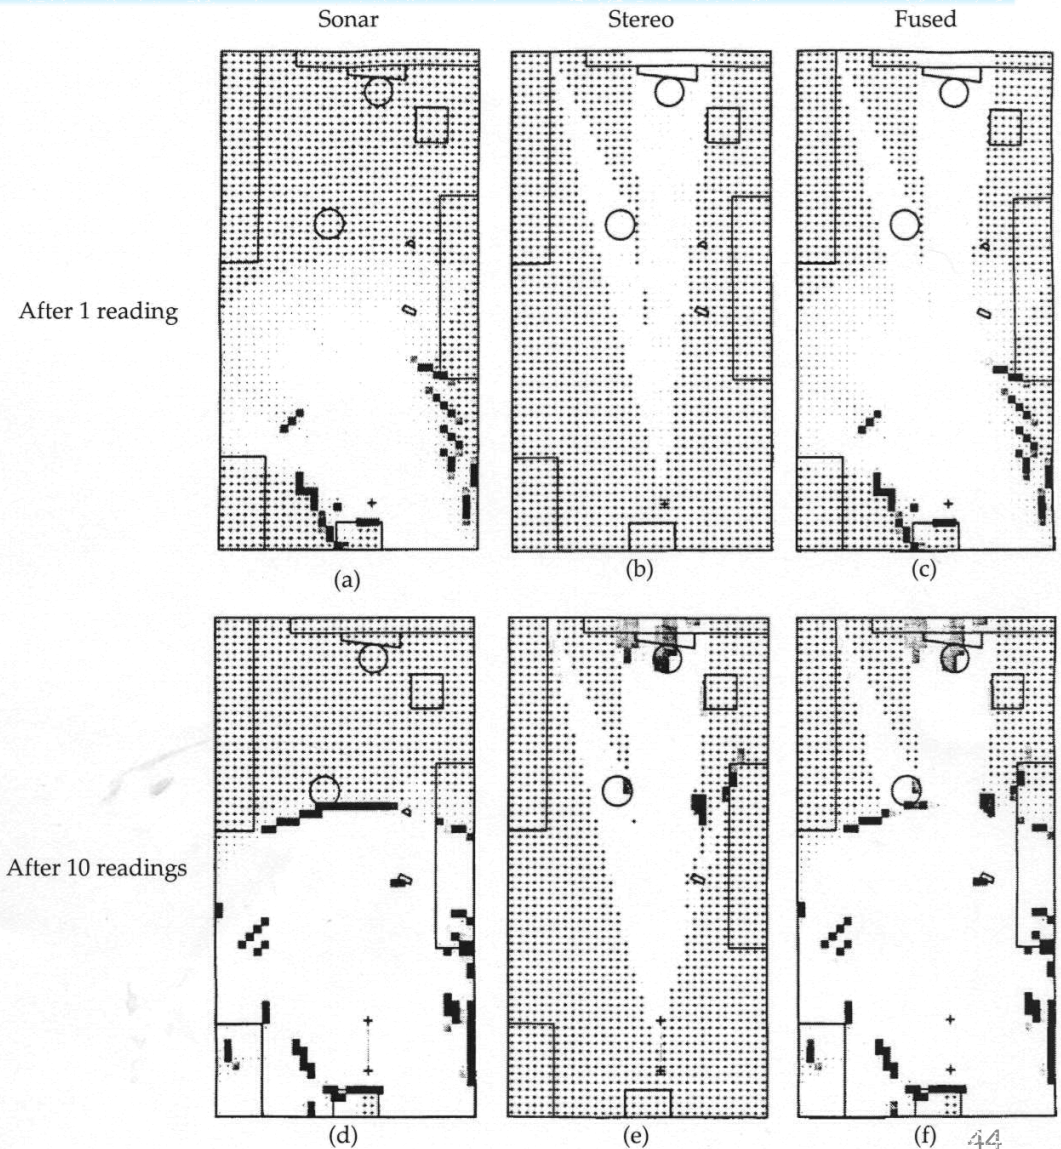 Sonar Stereo Fused
After 1 reading
(a) (b) (c)
After 10 readings
(d) (e) (f)
44